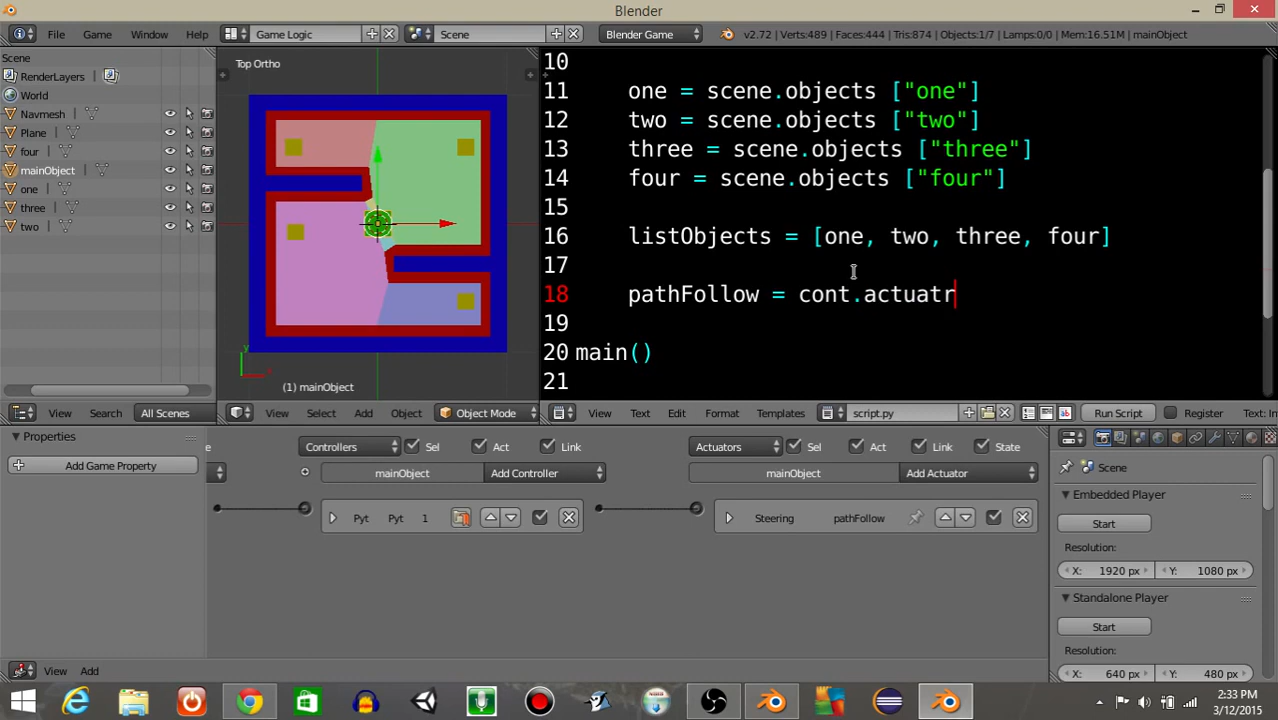 Blender
File Game Window Help Game Logic Scene Blender Game v2.72 | Verts:489 | Faces:444 | Tris:874 | Objects:1/7 | Lamps:0/0 | Mem:16.51M | mainObject
Scene
RenderLayers
World
Navmesh
Plane
four
mainObject
one
three
two
View Search All Scenes
Top Ortho
y
(1) mainObject
View Select Add Object Object Mode
10
11 one = scene.objects ["one"]
12 two = scene.objects ["two"]
13 three = scene.objects ["three"]
14 four = scene.objects ["four"]
15
16 listObjects = [one, two, three, four]
17
18 pathFollow = cont.actuatr
19
20 main()
21
View Text Edit Format Templates script.py Run Script Register Text: In
Properties
Add Game Property
e
Controllers Sel Act Link
mainObject Add Controller
Pyt Pyt 1
Actuators Sel Act Link State
mainObject Add Actuator
Steering pathFollow
View Add
Scene
Embedded Player
Start
Resolution:
X: 1920 px Y: 1080 px
Standalone Player
Start
Resolution:
X: 640 px Y: 480 px
2:33 PM
3/12/2015